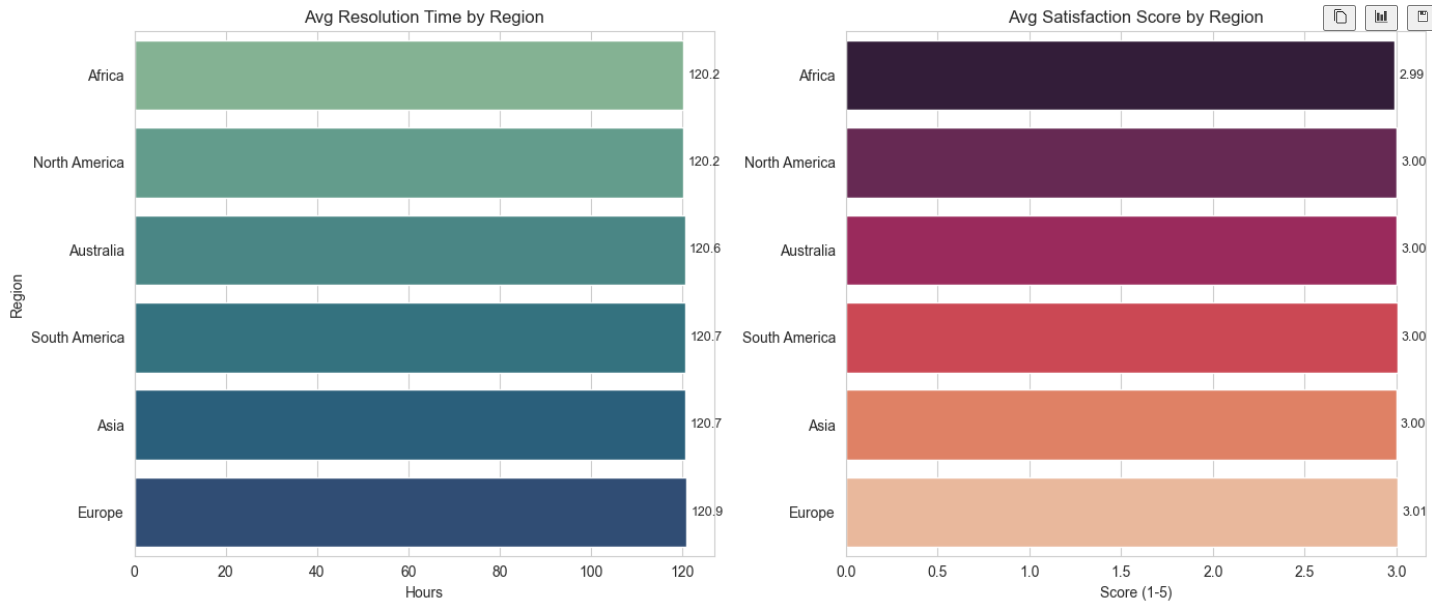 Avg Resolution Time by Region
Africa
120.2
North America
120.2
Australia
120.6
South America
120.7
Asia
120.7
Europe
120.9
Region
0 20 40 60 80 100 120
Hours
Avg Satisfaction Score by Region
Africa
2.99
North America
3.00
Australia
3.00
South America
3.00
Asia
3.00
Europe
3.01
0.0 0.5 1.0 1.5 2.0 2.5 3.0
Score (1-5)